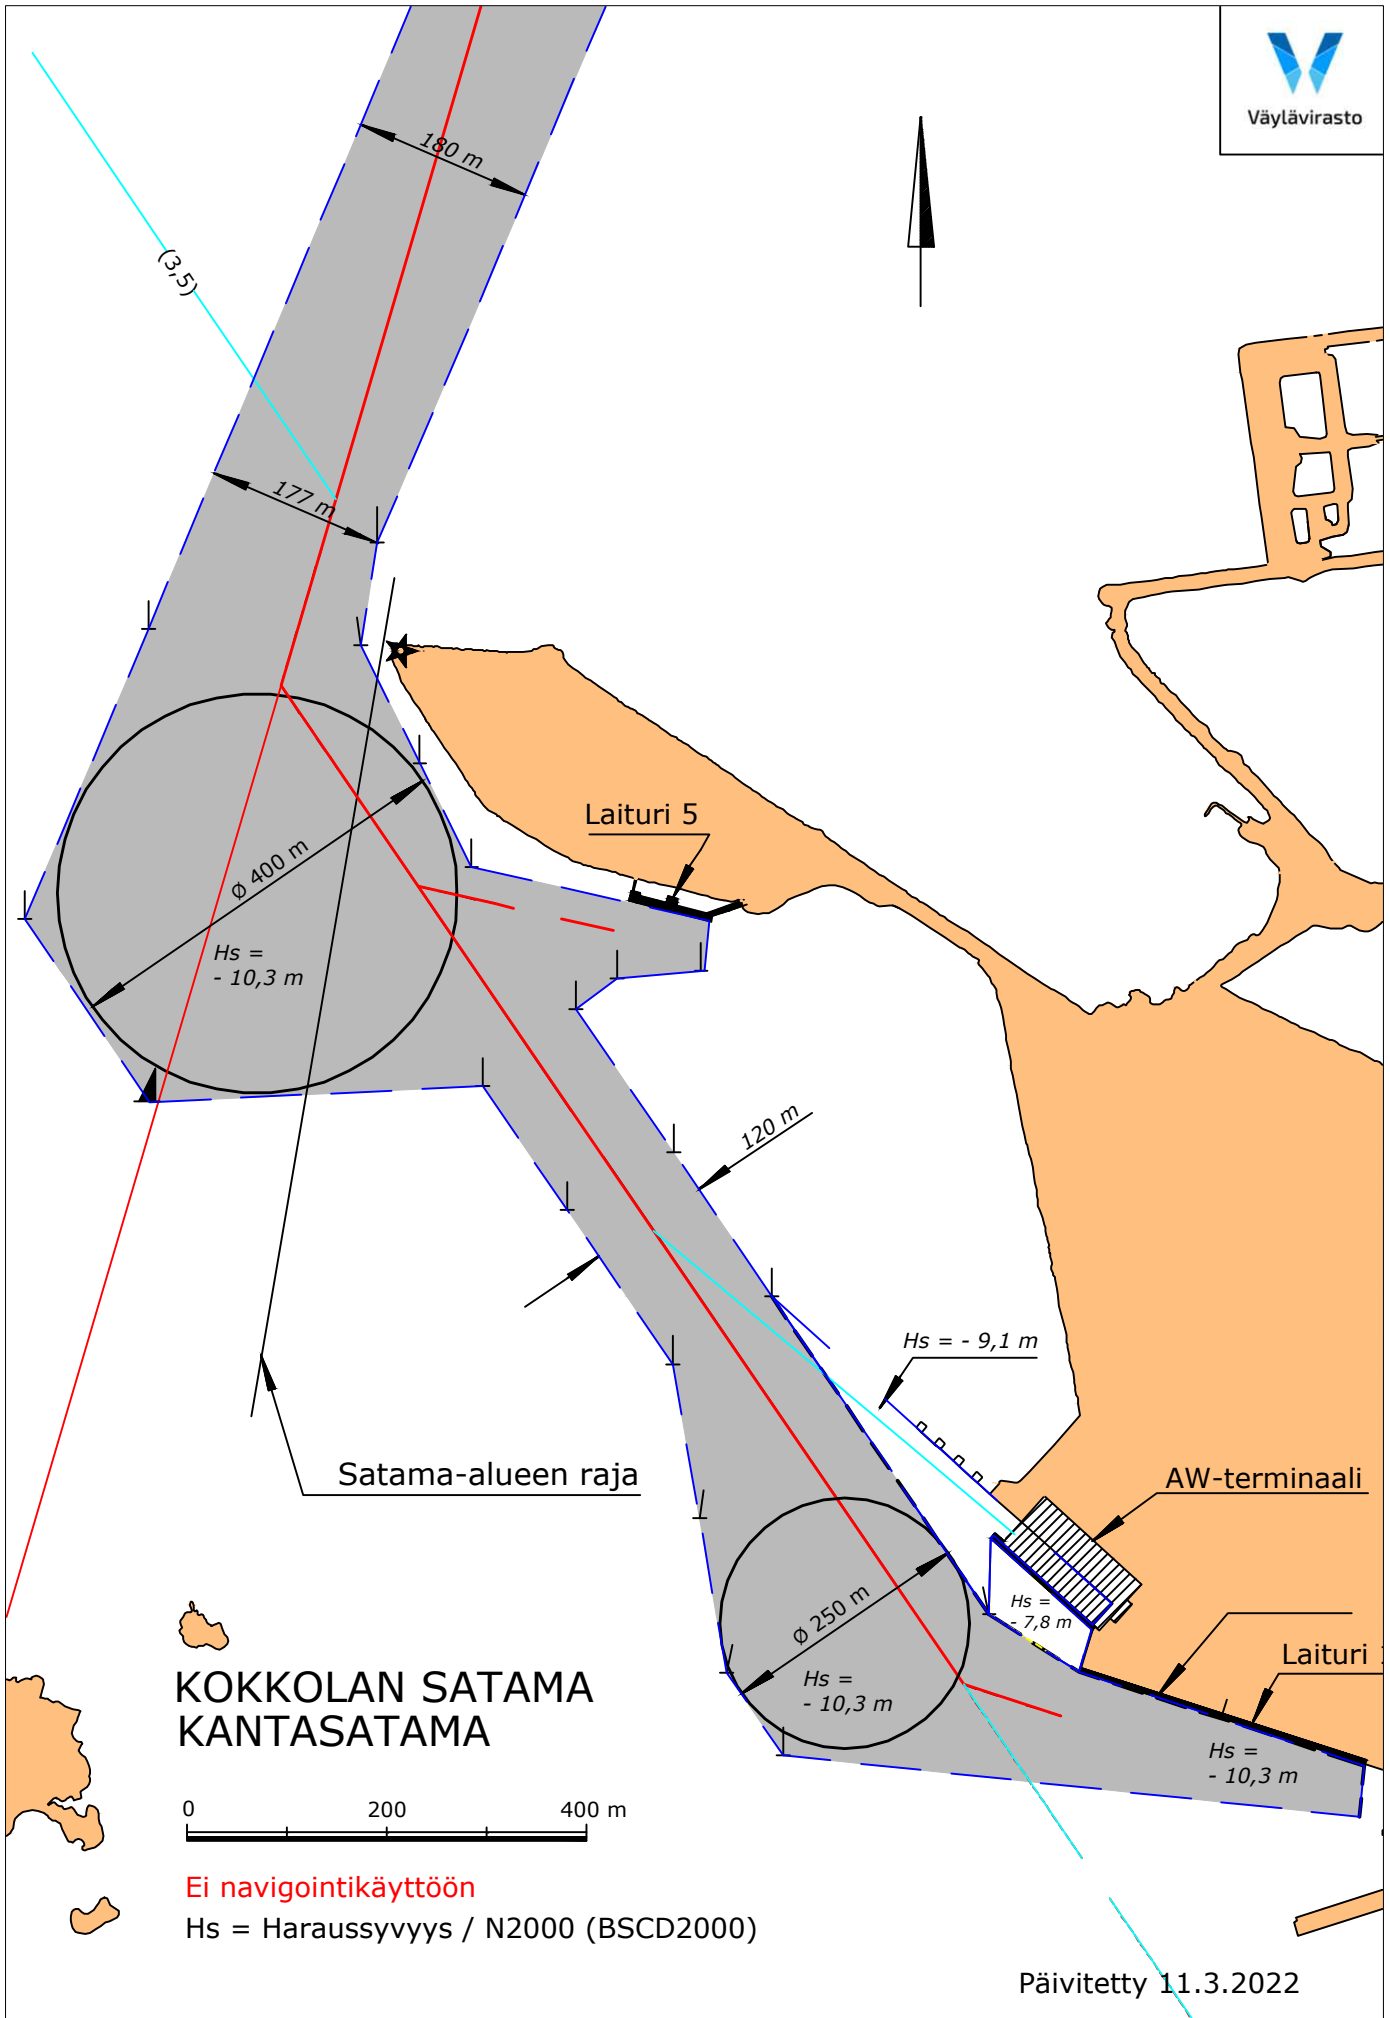 Väylävirasto
180 m
(3,5)
177 m
Laituri 5
Ø 400 m
Hs =
- 10,3 m
120 m
Hs = - 9,1 m
Satama-alueen raja
AW-terminaali
Ø 250 m
Hs =
- 7,8 m
Laituri
Hs =
- 10,3 m
KOKKOLAN SATAMA
KANTASATAMA
Hs =
- 10,3 m
0 200 400 m
Ei navigointikäyttöön
Hs = Haraussyvyys / N2000 (BSCD2000)
Päivitetty 11.3.2022